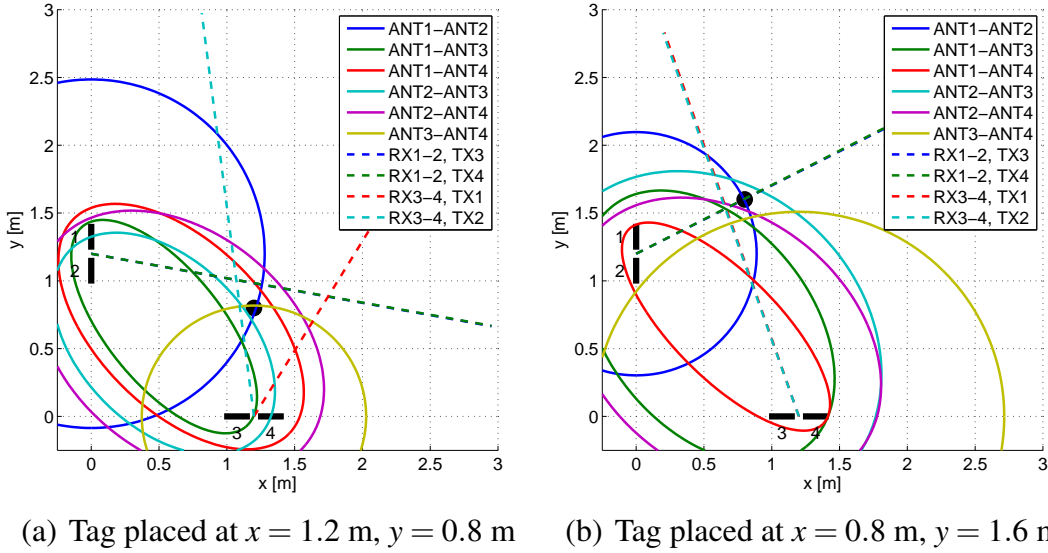 3
2.5
2
1.5
1
0.5
0
y [m]
0
0.5
1
1.5
2
2.5
3
x [m]
1
2
3
4
ANT1−ANT2
ANT1−ANT3
ANT1−ANT4
ANT2−ANT3
ANT2−ANT4
ANT3−ANT4
RX1−2, TX3
RX1−2, TX4
RX3−4, TX1
RX3−4, TX2
(a) Tag placed at x = 1.2 m, y = 0.8 m
3
2.5
2
1.5
1
0.5
0
y [m]
0
0.5
1
1.5
2
2.5
3
x [m]
1
2
3
4
ANT1−ANT2
ANT1−ANT3
ANT1−ANT4
ANT2−ANT3
ANT2−ANT4
ANT3−ANT4
RX1−2, TX3
RX1−2, TX4
RX3−4, TX1
RX3−4, TX2
(b) Tag placed at x = 0.8 m, y = 1.6 m